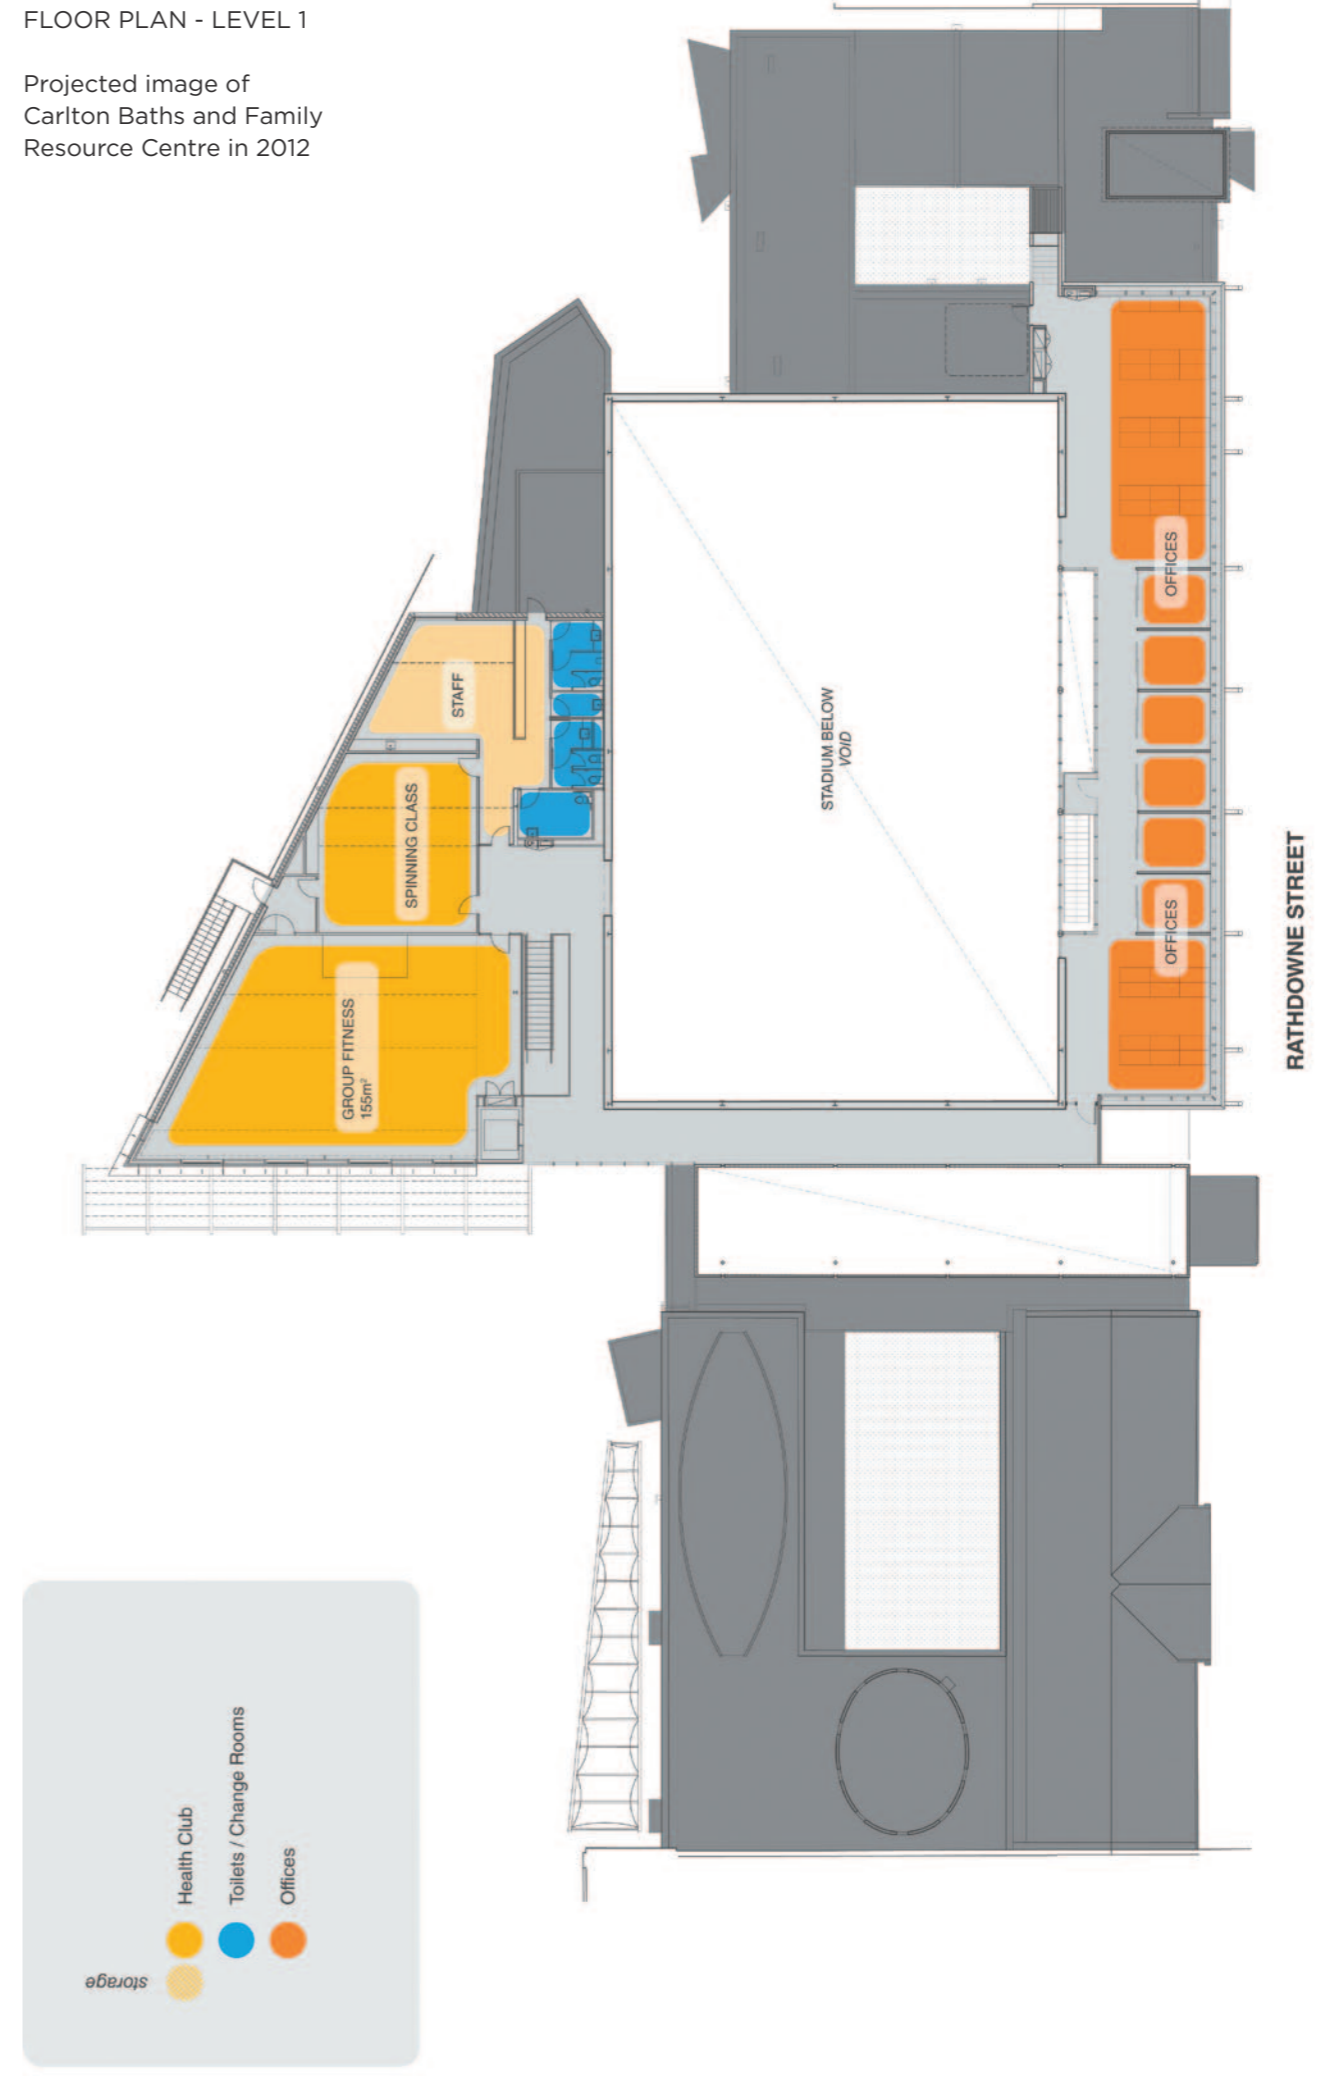 FLOOR PLAN - LEVEL 1
Projected image of
Carlton Baths and Family
Resource Centre in 2012
STAFF
SPINNING CLASS
GROUP FITNESS
155m²
STADIUM BELOW
VOID
OFFICES
OFFICES
RATHDOWNE STREET
storage
Health Club
Toilets / Change Rooms
Offices